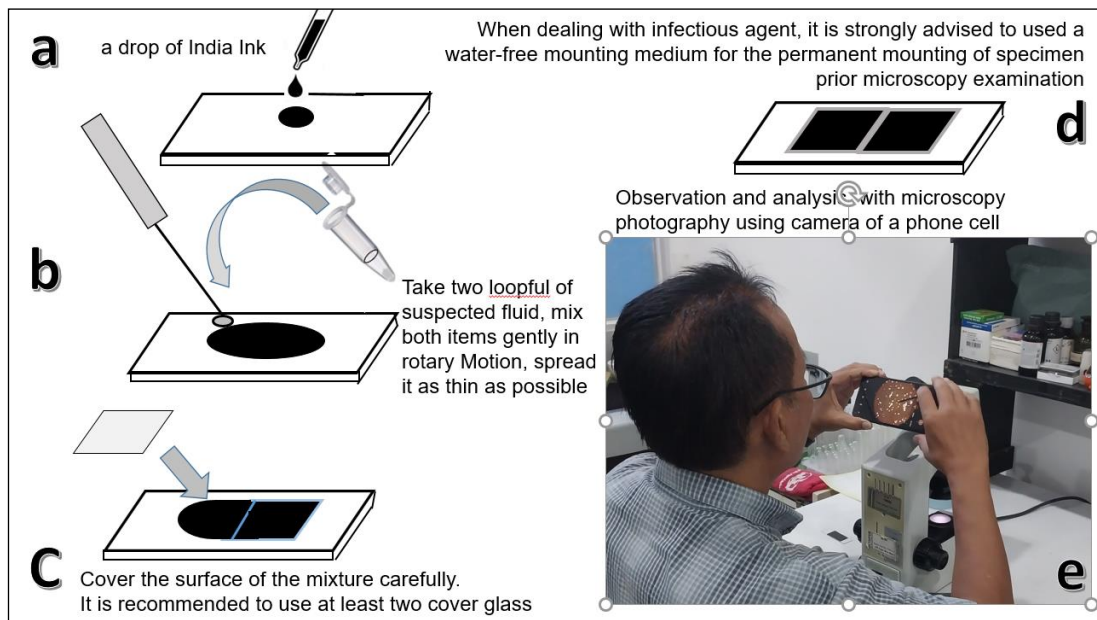 a
a drop of India Ink
b
Take two loopful of
suspected fluid, mix
both items gently in
rotary Motion, spread
it as thin as possible
c
Cover the surface of the mixture carefully.
It is recommended to use at least two cover glass
When dealing with infectious agent, it is strongly advised to used a
water-free mounting medium for the permanent mounting of specimen
prior microscopy examination
d
Observation and analysis with microscopy
photography using camera of a phone cell
e